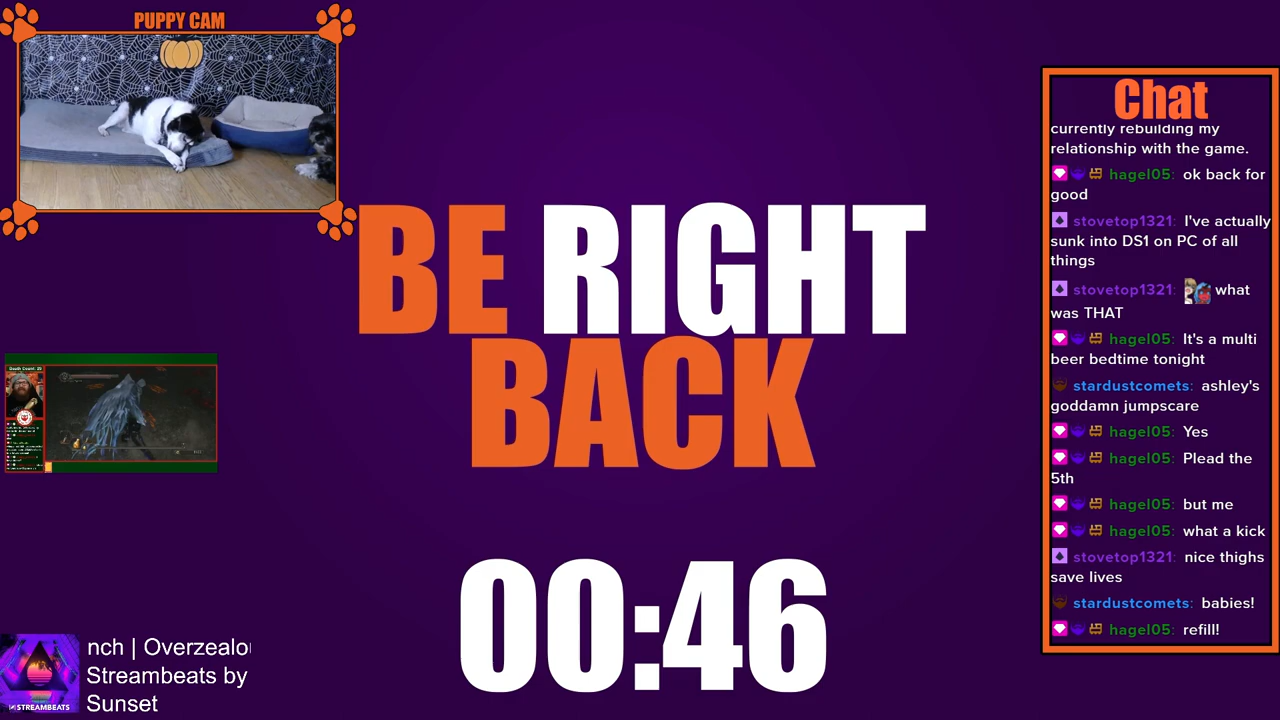 PUPPY CAM
BE RIGHT
BACK
00:46
Chat
currently rebuilding my
relationship with the game.
hagel05: ok back for
good
stovetop1321: I've actually
sunk into DS1 on PC of all
things
stovetop1321: what
was THAT
hagel05: It's a multi
beer bedtime tonight
stardustcomets: ashley's
goddamn jumpscare
hagel05: Yes
hagel05: Plead the
5th
hagel05: but me
hagel05: what a kick
stovetop1321: nice thighs
save lives
stardustcomets: babies!
hagel05: refill!
nch | Overzealo
Streambeats by
Sunset
STREAMBEATS